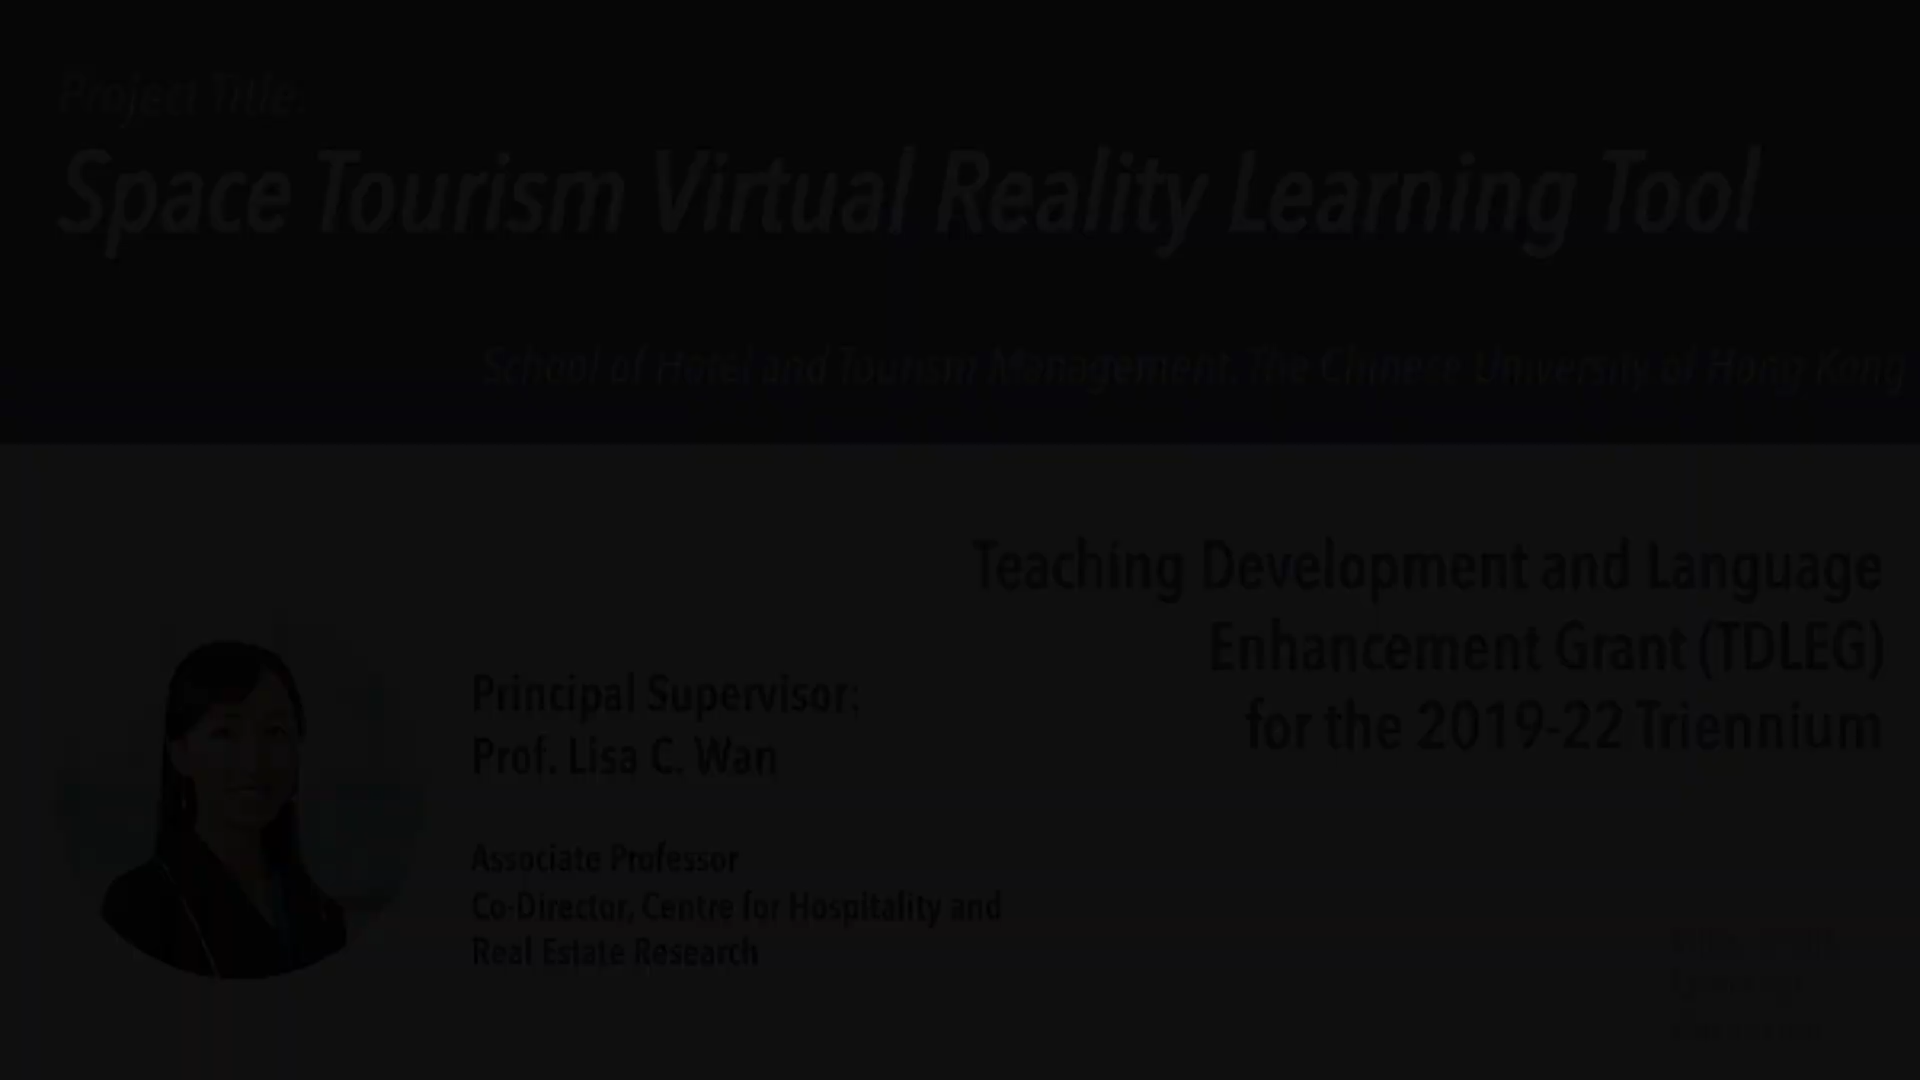 Project Title:
Space Tourism Virtual Reality Learning Tool
School of Hotel and Tourism Management, The Chinese University of Hong Kong
Teaching Development and Language
Enhancement Grant (TDLEG)
for the 2019-22 Triennium
Principal Supervisor:
Prof. Lisa C. Wan
Associate Professor
Co-Director, Centre for Hospitality and
Real Estate Research